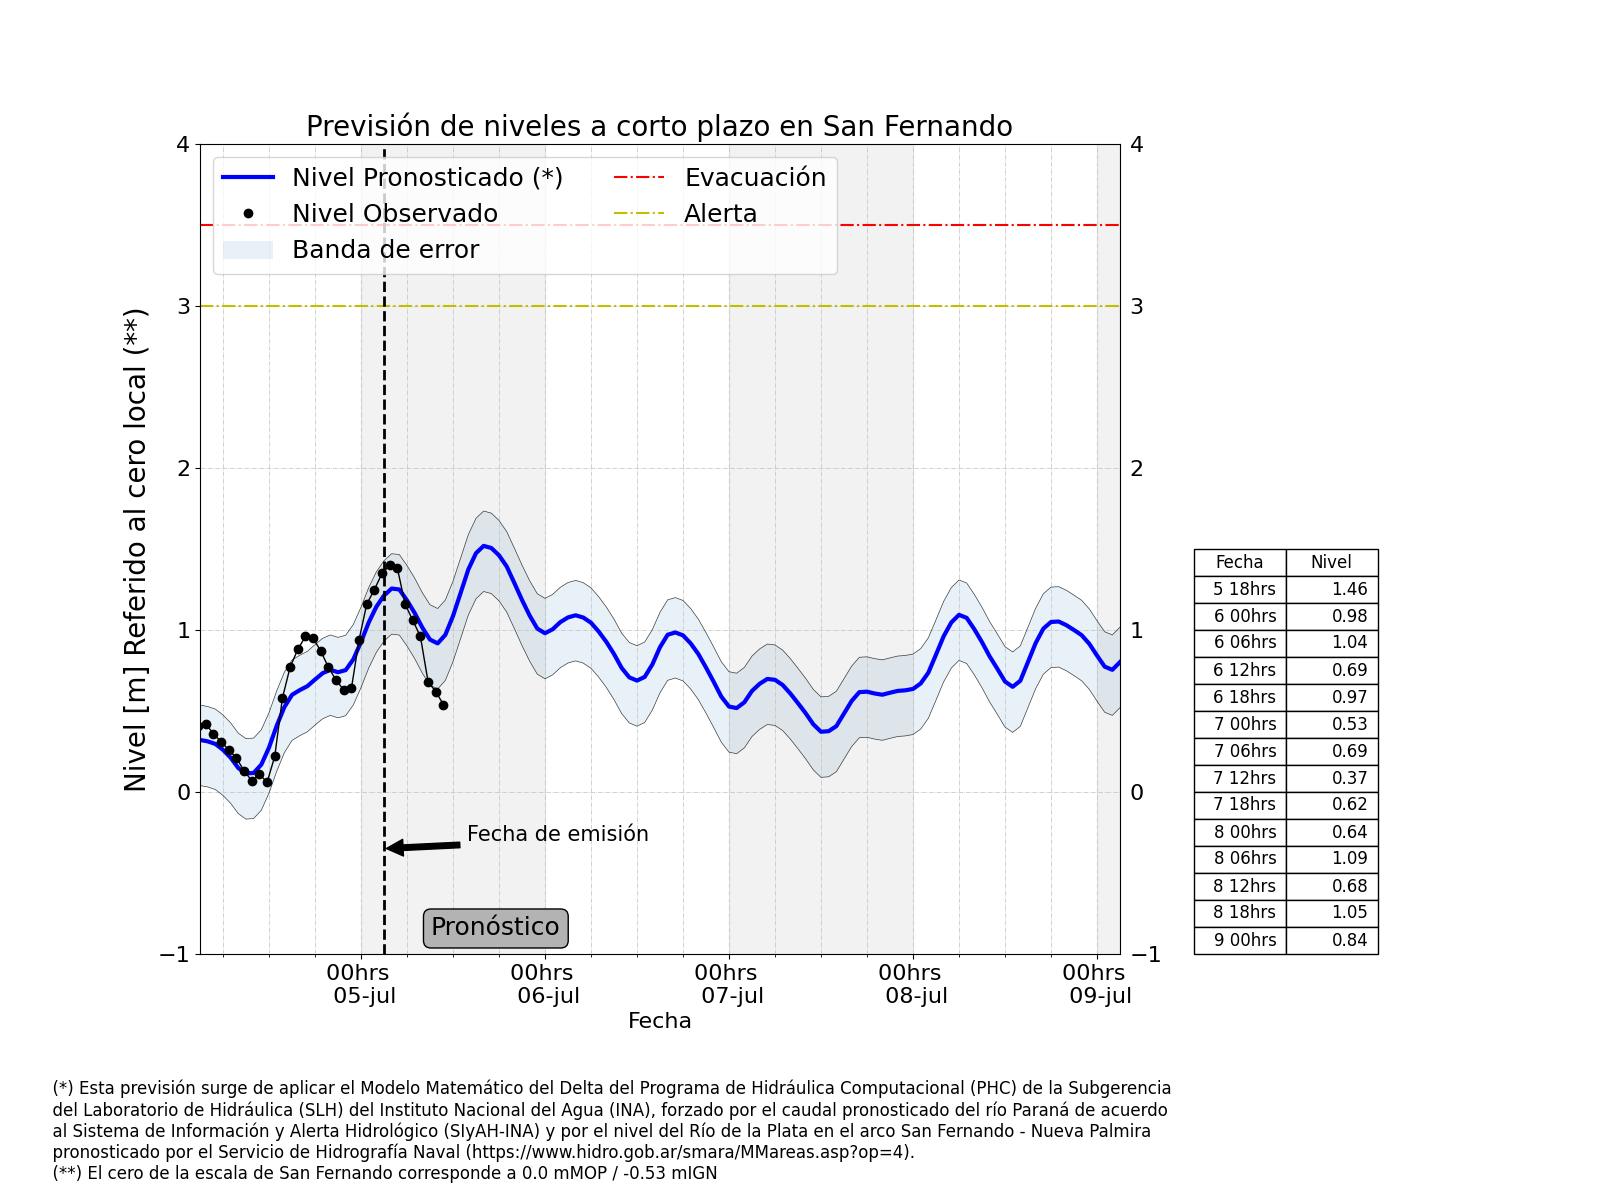 Previsión de niveles a corto plazo en San Fernando
Nivel Pronosticado (*)
Nivel Observado
Banda de error
Evacuación
Alerta
4
3
2
1
0
−1
4
3
2
1
0
−1
Nivel [m] Referido al cero local (**)
Fecha de emisión
Pronóstico
00hrs 00hrs 00hrs 00hrs 00hrs
05-jul 06-jul 07-jul 08-jul 09-jul
Fecha
Fecha Nivel
5 18hrs 1.46
6 00hrs 0.98
6 06hrs 1.04
6 12hrs 0.69
6 18hrs 0.97
7 00hrs 0.53
7 06hrs 0.69
7 12hrs 0.37
7 18hrs 0.62
8 00hrs 0.64
8 06hrs 1.09
8 12hrs 0.68
8 18hrs 1.05
9 00hrs 0.84
(*) Esta previsión surge de aplicar el Modelo Matemático del Delta del Programa de Hidráulica Computacional (PHC) de la Subgerencia
del Laboratorio de Hidráulica (SLH) del Instituto Nacional del Agua (INA), forzado por el caudal pronosticado del río Paraná de acuerdo
al Sistema de Información y Alerta Hidrológico (SIyAH-INA) y por el nivel del Río de la Plata en el arco San Fernando - Nueva Palmira
pronosticado por el Servicio de Hidrografía Naval (https://www.hidro.gob.ar/smara/MMareas.asp?op=4).
(**) El cero de la escala de San Fernando corresponde a 0.0 mMOP / -0.53 mIGN